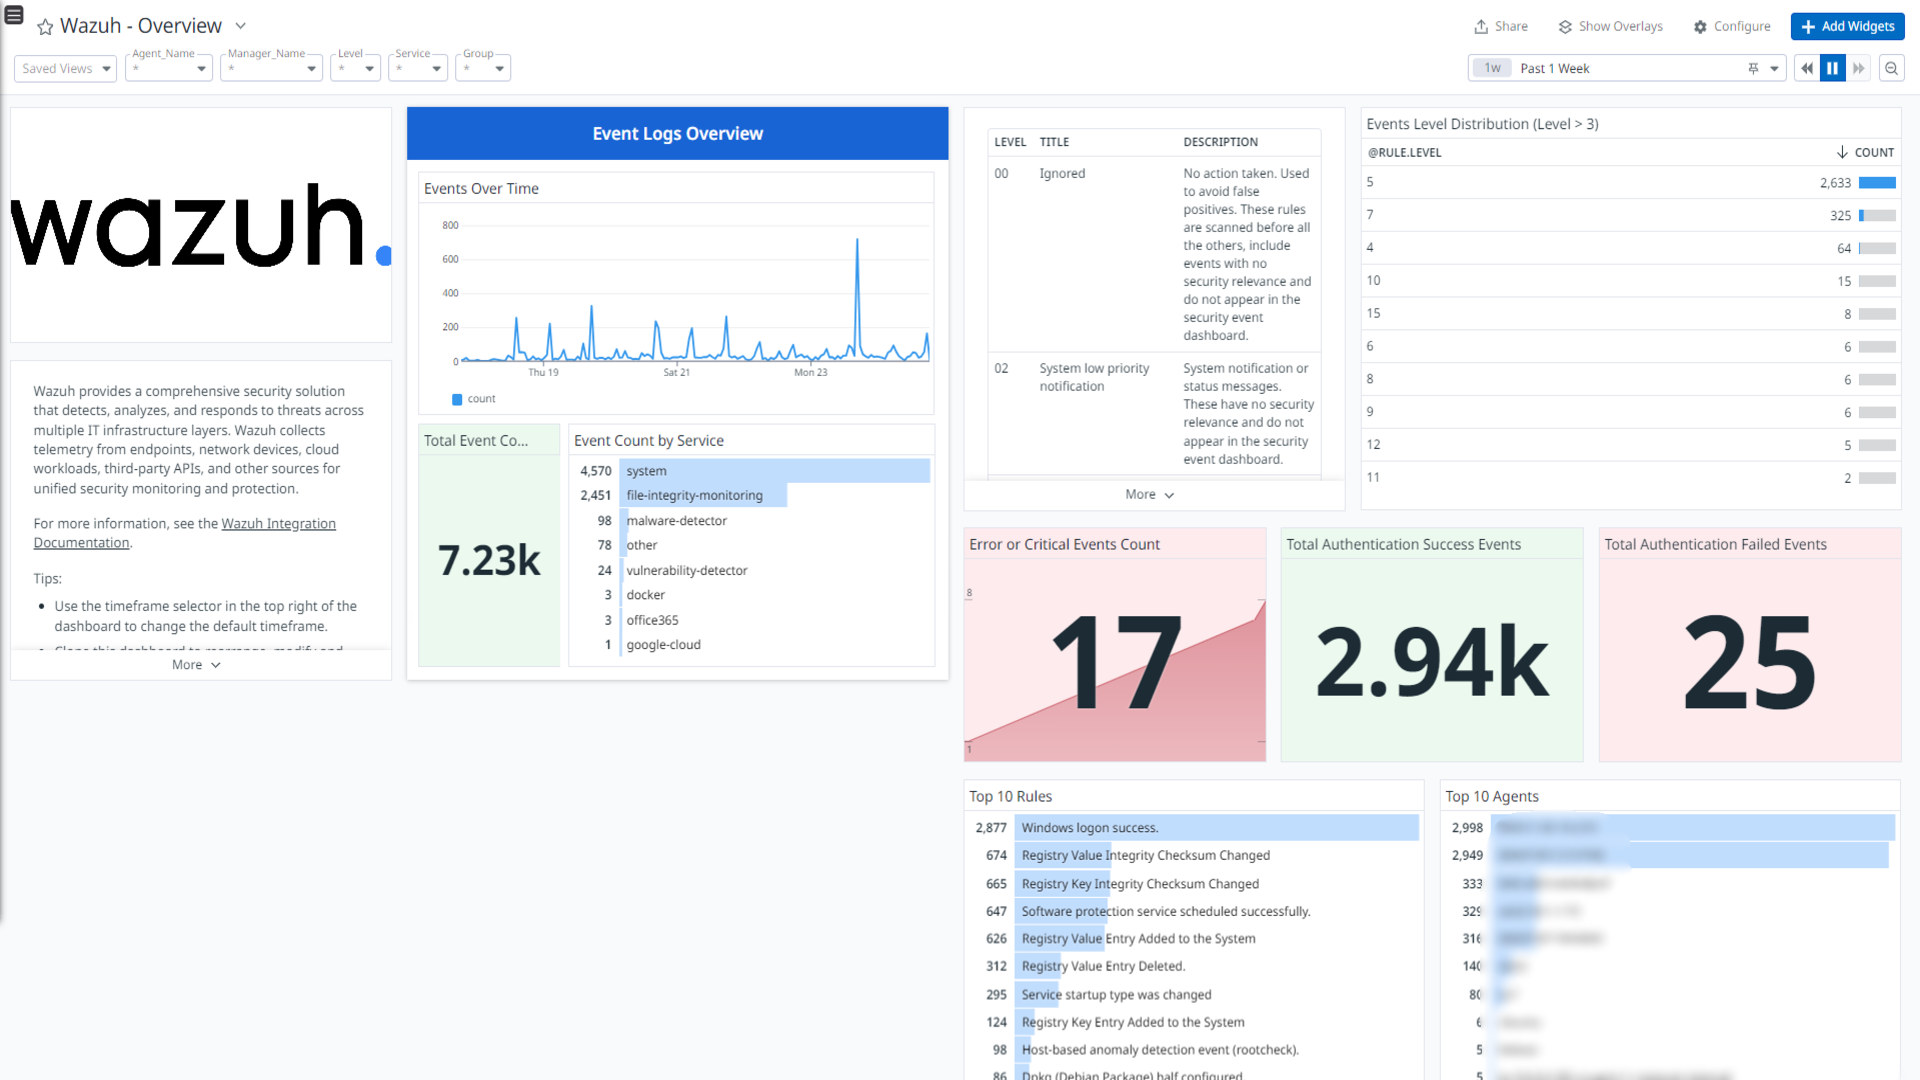 Wazuh - Overview
Share
Show Overlays
Configure
Add Widgets
Saved Views
Agent_Name
*
Manager_Name
*
Level
*
Service
*
Group
*
1w
Past 1 Week
wazuh.
Wazuh provides a comprehensive security solution
that detects, analyzes, and responds to threats across
multiple IT infrastructure layers. Wazuh collects
telemetry from endpoints, network devices, cloud
workloads, third-party APIs, and other sources for
unified security monitoring and protection.
For more information, see the Wazuh Integration
Documentation.
Tips:
Use the timeframe selector in the top right of the
dashboard to change the default timeframe.
Clone this dashboard to rearrange, modify and
More
Event Logs Overview
Events Over Time
800
600
400
200
0
Thu 19
Sat 21
Mon 23
count
Total Event Co...
7.23k
Event Count by Service
4,570 system
2,451 file-integrity-monitoring
98 malware-detector
78 other
24 vulnerability-detector
3 docker
3 office365
1 google-cloud
LEVEL TITLE DESCRIPTION
00 Ignored No action taken. Used
to avoid false
positives. These rules
are scanned before all
the others, include
events with no
security relevance and
do not appear in the
security event
dashboard.
02 System low priority System notification or
notification status messages.
These have no security
relevance and do not
appear in the security
event dashboard.
More
Events Level Distribution (Level > 3)
@RULE.LEVEL COUNT
5 2,633
7 325
4 64
10 15
15 8
6 6
8 6
9 6
12 5
11 2
Error or Critical Events Count
8
17
1
Total Authentication Success Events
2.94k
Total Authentication Failed Events
25
Top 10 Rules
2,877 Windows logon success.
674 Registry Value Integrity Checksum Changed
665 Registry Key Integrity Checksum Changed
647 Software protection service scheduled successfully.
626 Registry Value Entry Added to the System
312 Registry Value Entry Deleted.
295 Service startup type was changed
124 Registry Key Entry Added to the System
98 Host-based anomaly detection event (rootcheck).
86 Dpkg (Debian Package) half configured
Top 10 Agents
2,998
2,949
333
329
316
140
80
6
5
5